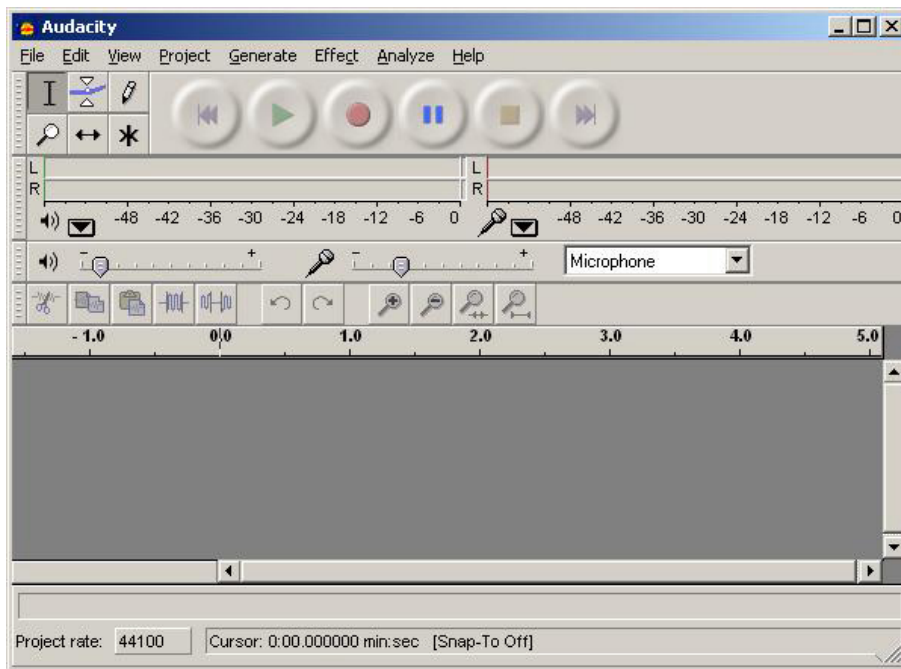 Audacity
File Edit View Project Generate Effect Analyze Help
L L
R R
-48 -42 -36 -30 -24 -18 -12 -6 0 -48 -42 -36 -30 -24 -18 -12 -6 0
- + - + Microphone
- 1.0 0.0 1.0 2.0 3.0 4.0 5.0
Project rate: 44100 Cursor: 0:00.000000 min:sec [Snap-To Off]